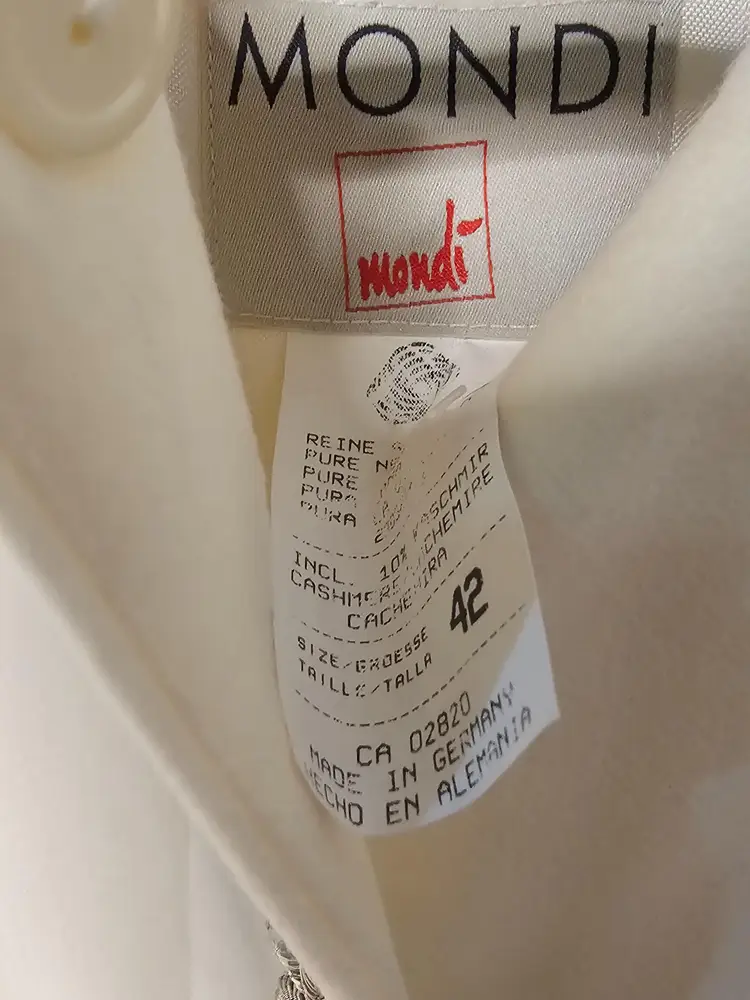 MONDI
mondi
REINE
PURE
PURE
PURA
PURA
INCL. 10% KASCHMIR
CASHMERE/CACHEMIRE
CACHEMIRA
SIZE/GROESSE 42
TAILLE/TALLA
CA 02820
MADE IN GERMANY
HECHO EN ALEMANIA